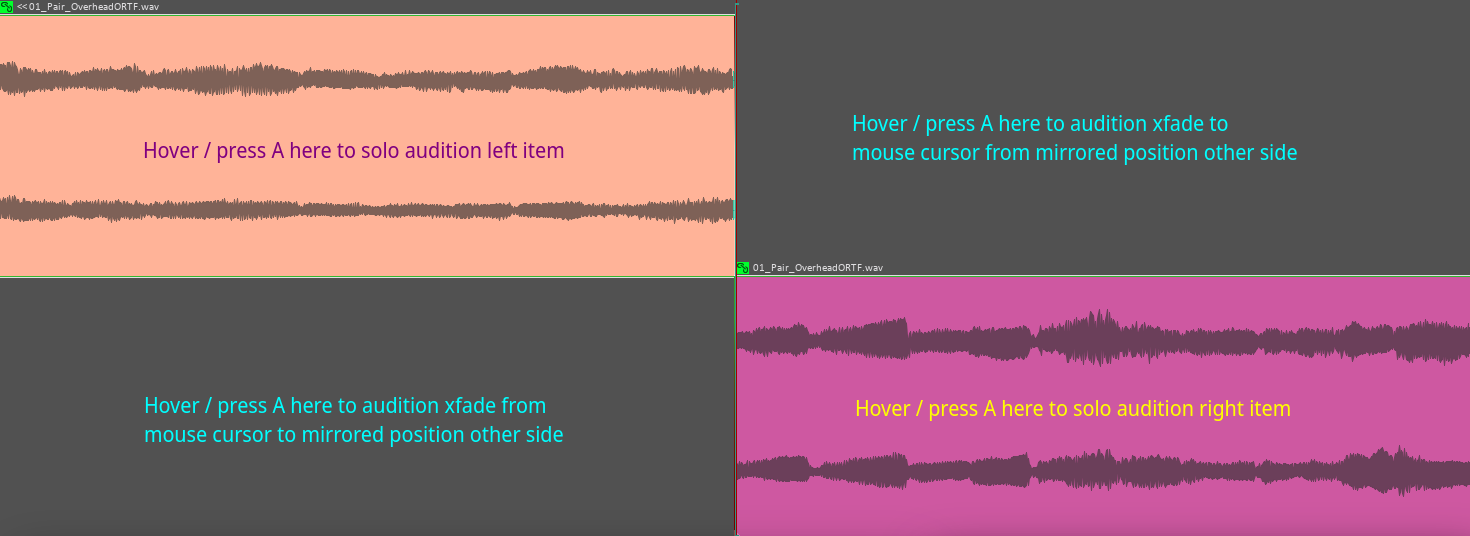 <<01_Pair_OverheadORTF.wav
Hover / press A here to solo audition left item
Hover / press A here to audition xfade to
mouse cursor from mirrored position other side
01_Pair_OverheadORTF.wav
Hover / press A here to audition xfade from
mouse cursor to mirrored position other side
Hover / press A here to solo audition right item